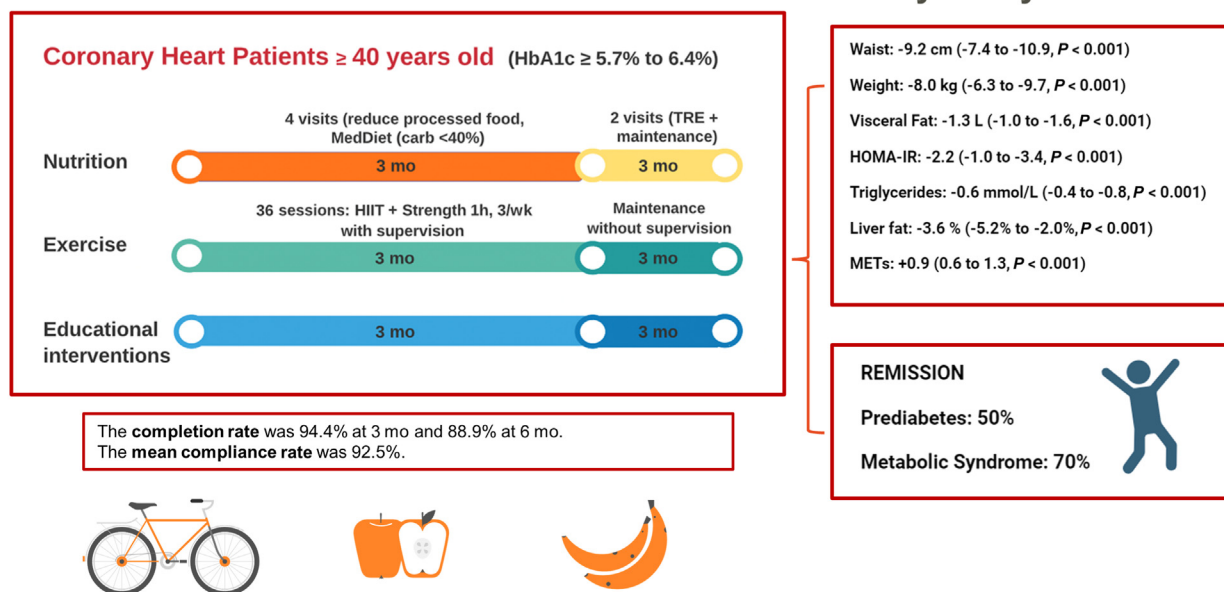 Coronary Heart Patients ≥ 40 years old (HbA1c ≥ 5.7% to 6.4%)
4 visits (reduce processed food,
MedDiet (carb <40%)
2 visits (TRE +
maintenance)
Nutrition
3 mo
3 mo
36 sessions: HIIT + Strength 1h, 3/wk
with supervision
Maintenance
without supervision
Exercise
3 mo
3 mo
Educational
interventions
3 mo
3 mo
The completion rate was 94.4% at 3 mo and 88.9% at 6 mo.
The mean compliance rate was 92.5%.
Waist: -9.2 cm (-7.4 to -10.9, P < 0.001)
Weight: -8.0 kg (-6.3 to -9.7, P < 0.001)
Visceral Fat: -1.3 L (-1.0 to -1.6, P < 0.001)
HOMA-IR: -2.2 (-1.0 to -3.4, P < 0.001)
Triglycerides: -0.6 mmol/L (-0.4 to -0.8, P < 0.001)
Liver fat: -3.6 % (-5.2% to -2.0%, P < 0.001)
METs: +0.9 (0.6 to 1.3, P < 0.001)
REMISSION
Prediabetes: 50%
Metabolic Syndrome: 70%